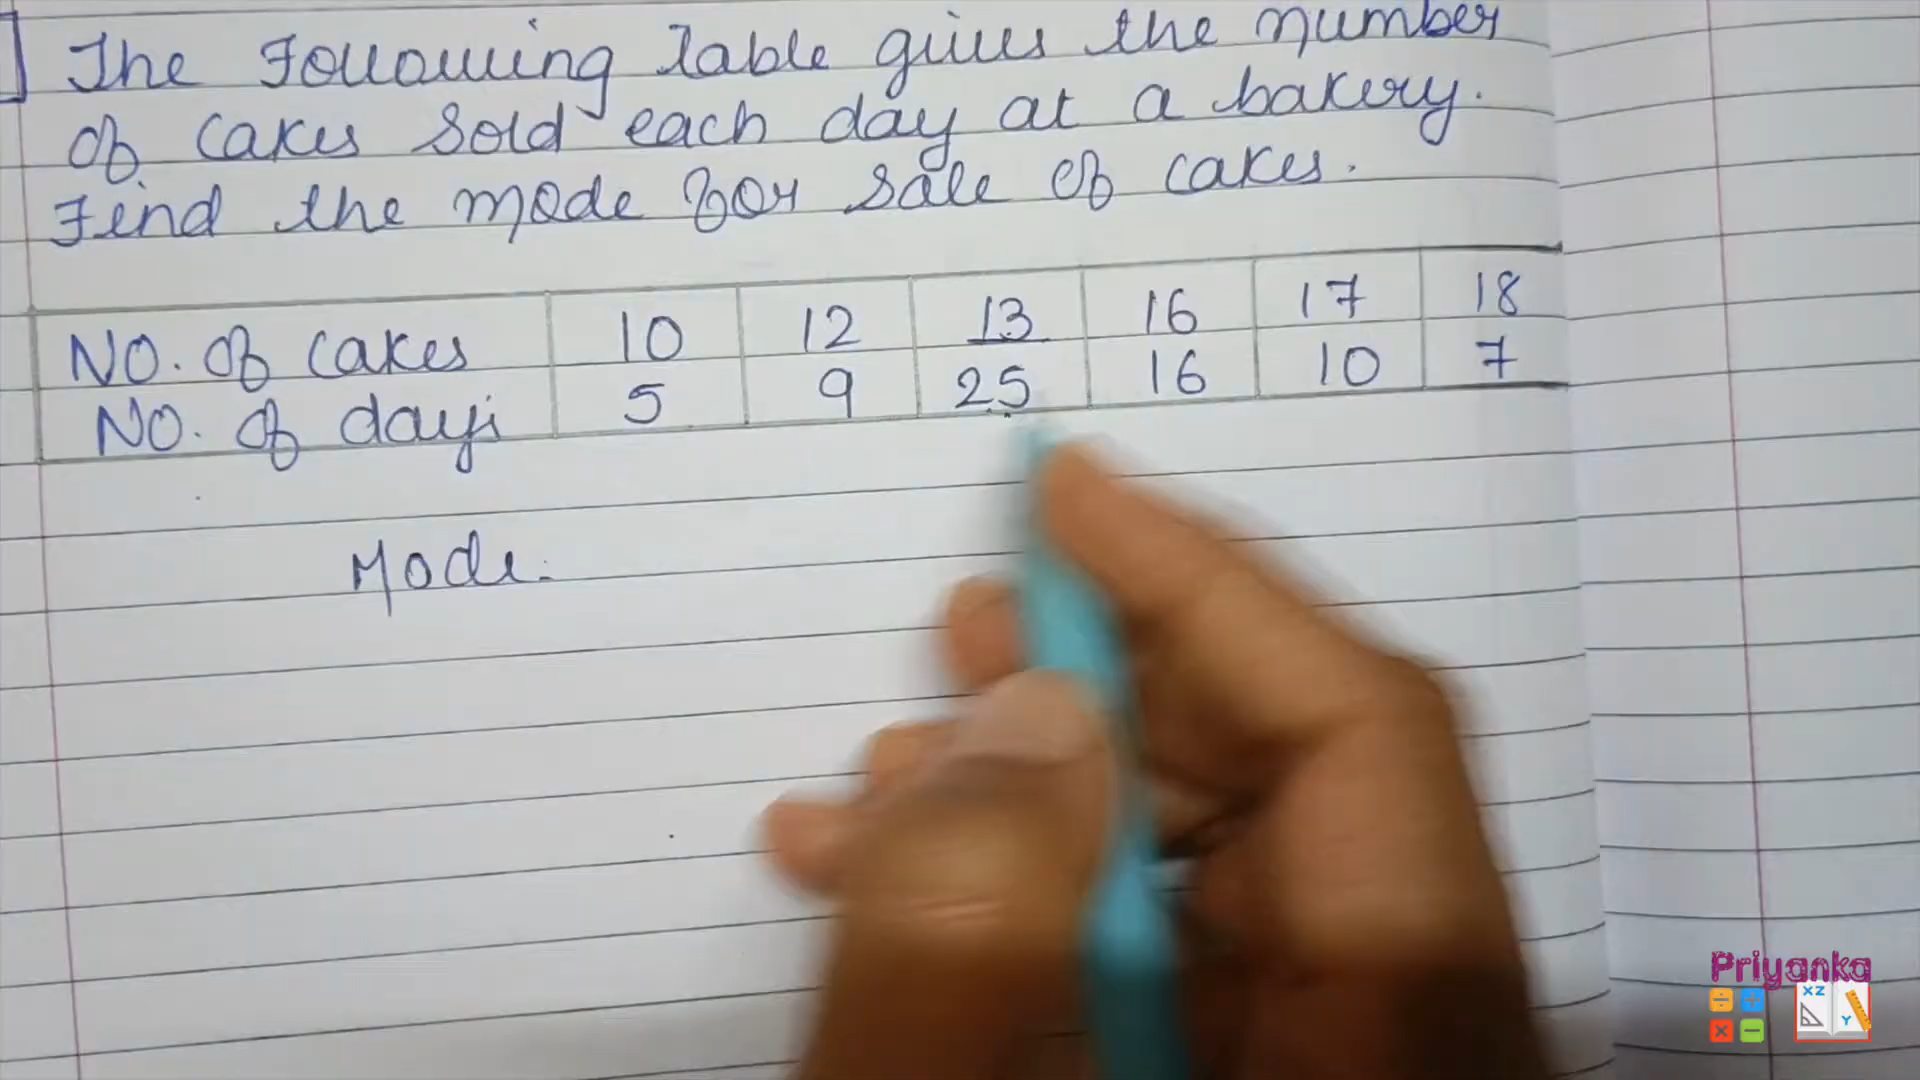 The Following Table gives the number
of cakes sold each day at a bakery.
Find the mode for sale of cakes.
NO. of cakes 10 12 13 16 17 18
NO. of days 5 9 25 16 10 7
Mode.
Priyanka
XZ
Y